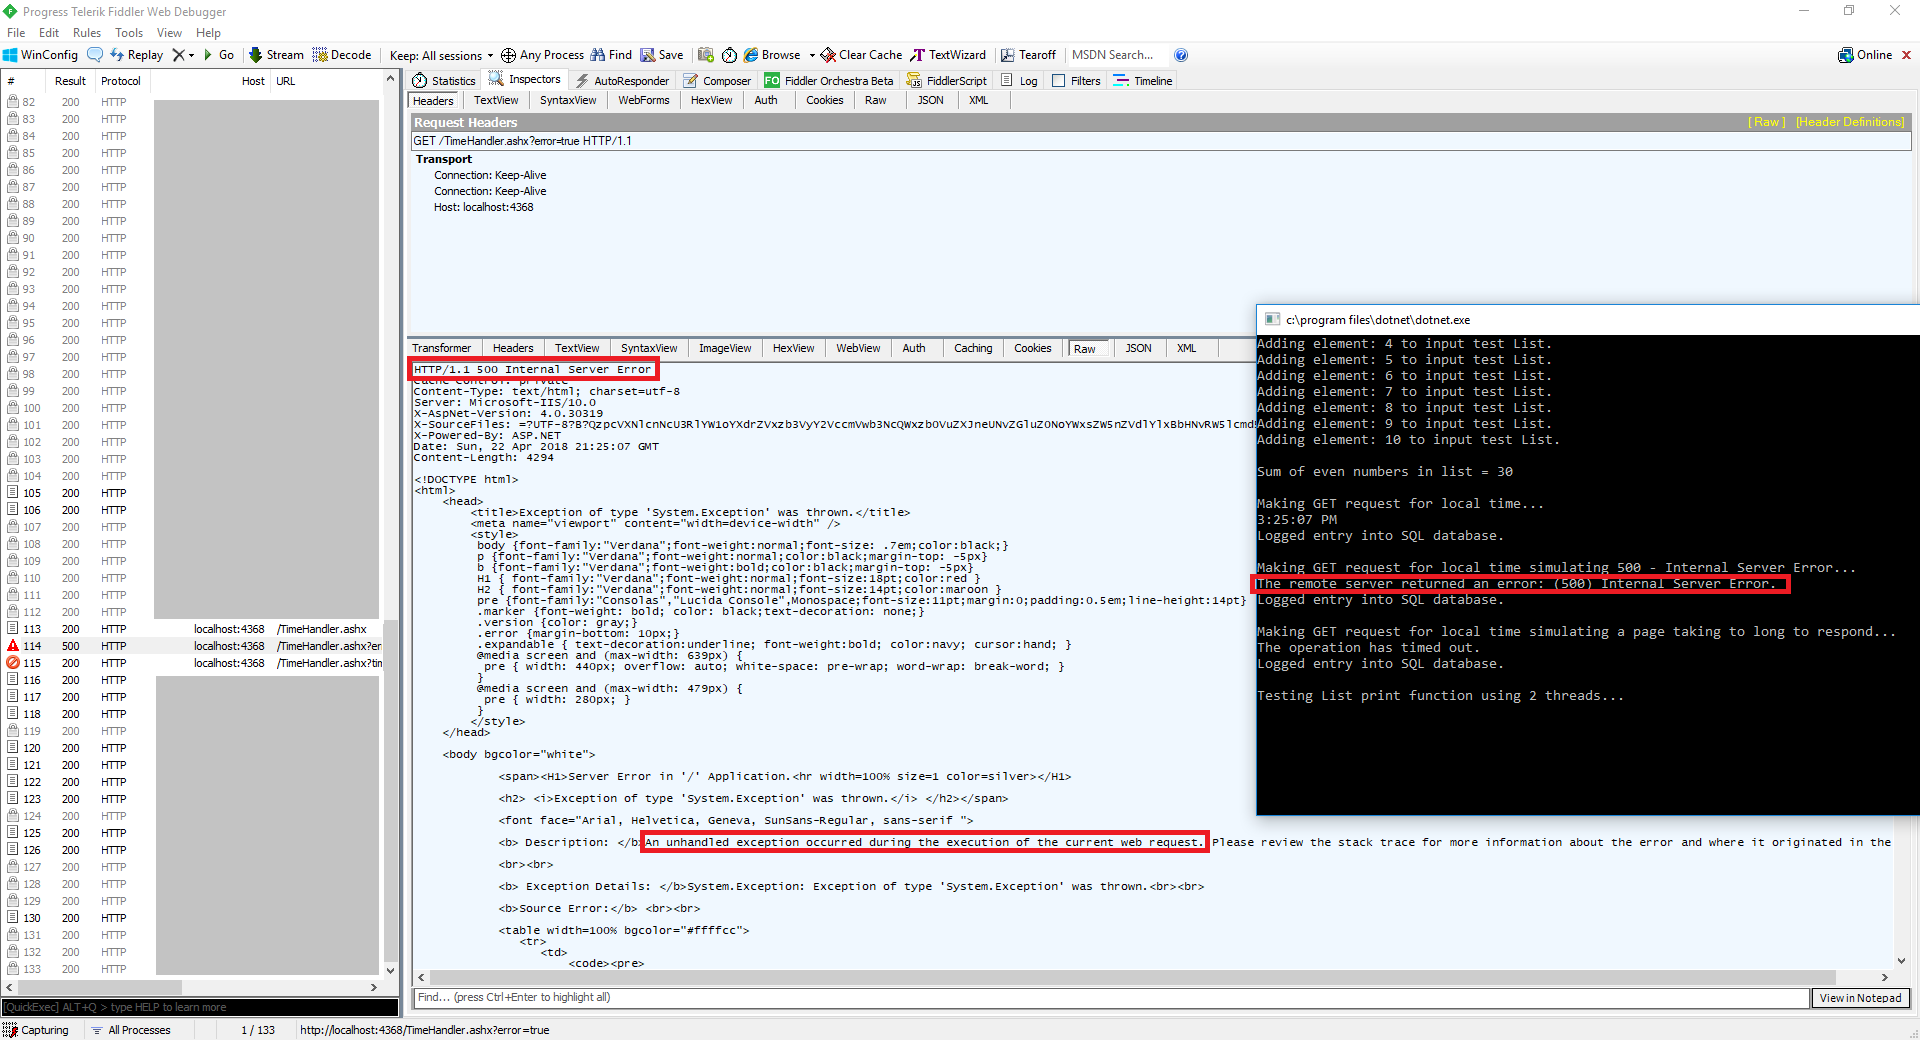 Progress Telerik Fiddler Web Debugger
File Edit Rules Tools View Help
WinConfig Replay Go Stream Decode Keep: All sessions Any Process Find Save Browse Clear Cache TextWizard Tearoff MSDN Search... Online
# Result Protocol Host URL
82 200 HTTP
83 200 HTTP
84 200 HTTP
85 200 HTTP
86 200 HTTP
87 200 HTTP
88 200 HTTP
89 200 HTTP
90 200 HTTP
91 200 HTTP
92 200 HTTP
93 200 HTTP
94 200 HTTP
95 200 HTTP
96 200 HTTP
97 200 HTTP
98 200 HTTP
99 200 HTTP
100 200 HTTP
101 200 HTTP
102 200 HTTP
103 200 HTTP
104 200 HTTP
105 200 HTTP
106 200 HTTP
107 200 HTTP
108 200 HTTP
109 200 HTTP
110 200 HTTP
111 200 HTTP
112 200 HTTP
113 200 HTTP localhost:4368 /TimeHandler.ashx
114 500 HTTP localhost:4368 /TimeHandler.ashx?er
115 200 HTTP localhost:4368 /TimeHandler.ashx?tin
116 200 HTTP
117 200 HTTP
118 200 HTTP
119 200 HTTP
120 200 HTTP
121 200 HTTP
122 200 HTTP
123 200 HTTP
124 200 HTTP
125 200 HTTP
126 200 HTTP
127 200 HTTP
128 200 HTTP
129 200 HTTP
130 200 HTTP
131 200 HTTP
132 200 HTTP
133 200 HTTP
[QuickExec] ALT+Q > type HELP to learn more
Statistics Inspectors AutoResponder Composer FO Fiddler Orchestra Beta FiddlerScript Log Filters Timeline
Headers TextView SyntaxView WebForms HexView Auth Cookies Raw JSON XML
Request Headers [ Raw ] [Header Definitions]
GET /TimeHandler.ashx?error=true HTTP/1.1
Transport
Connection: Keep-Alive
Connection: Keep-Alive
Host: localhost:4368
Transformer Headers TextView SyntaxView ImageView HexView WebView Auth Caching Cookies Raw JSON XML
HTTP/1.1 500 Internal Server Error
Cache-Control: private
Content-Type: text/html; charset=utf-8
Server: Microsoft-IIS/10.0
X-AspNet-Version: 4.0.30319
X-SourceFiles:
X-Powered-By: ASP.NET
Date: Sun, 22 Apr 2018 21:25:07 GMT
Content-Length: 4294
<!DOCTYPE html>
<html>
<head>
<title>Exception of type 'System.Exception' was thrown.</title>
<meta name="viewport" content="width=device-width" />
<style>
body {font-family:"Verdana";font-weight:normal;font-size: .7em;color:black;}
p {font-family:"Verdana";font-weight:normal;color:black;margin-top: -5px}
b {font-family:"Verdana";font-weight:bold;color:black;margin-top: -5px}
H1 { font-family:"Verdana";font-weight:normal;font-size:18pt;color:red }
H2 { font-family:"Verdana";font-weight:normal;font-size:14pt;color:maroon }
pre {font-family:"Consolas","Lucida Console",Monospace;font-size:11pt;margin:0;padding:0.5em;line-height:14pt}
.marker {font-weight: bold; color: black;text-decoration: none;}
.version {color: gray;}
.error {margin-bottom: 10px;}
.expandable { text-decoration:underline; font-weight:bold; color:navy; cursor:hand; }
@media screen and (max-width: 639px) {
pre { width: 440px; overflow: auto; white-space: pre-wrap; word-wrap: break-word; }
}
@media screen and (max-width: 479px) {
pre { width: 280px; }
}
</style>
</head>
<body bgcolor="white">
<span><H1>Server Error in '/' Application.<hr width=100% size=1 color=silver></H1>
<h2> <i>Exception of type 'System.Exception' was thrown.</i> </h2></span>
<font face="Arial, Helvetica, Geneva, SunSans-Regular, sans-serif ">
<b> Description: </b>An unhandled exception occurred during the execution of the current web request. Please review the stack trace for more information about the error and where it originated in the
<br><br>
<b> Exception Details: </b>System.Exception: Exception of type 'System.Exception' was thrown.<br><br>
<b>Source Error:</b> <br><br>
<table width=100% bgcolor="#ffffcc">
<tr>
<td>
<code><pre>
Find... (press Ctrl+Enter to highlight all) View in Notepad
c:\program files\dotnet\dotnet.exe
Adding element: 4 to input test List.
Adding element: 5 to input test List.
Adding element: 6 to input test List.
Adding element: 7 to input test List.
Adding element: 8 to input test List.
Adding element: 9 to input test List.
Adding element: 10 to input test List.
Sum of even numbers in list = 30
Making GET request for local time...
3:25:07 PM
Logged entry into SQL database.
Making GET request for local time simulating 500 - Internal Server Error...
The remote server returned an error: (500) Internal Server Error.
Logged entry into SQL database.
Making GET request for local time simulating a page taking to long to respond...
The operation has timed out.
Logged entry into SQL database.
Testing List print function using 2 threads...
Capturing All Processes 1 / 133 http://localhost:4368/TimeHandler.ashx?error=true